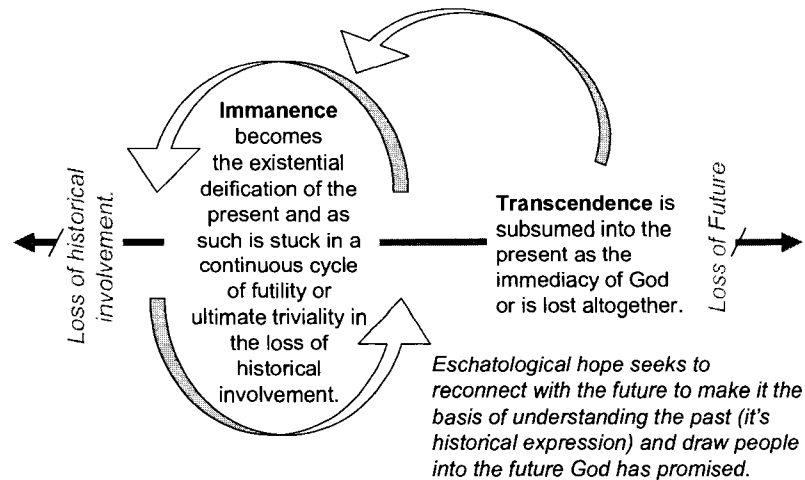 Loss of historical
involvement.
Immanence
becomes
the existential
deification of the
present and as
such is stuck in a
continuous cycle
of futility or
ultimate triviality in
the loss of
historical
involvement.
Transcendence is
subsumed into the
present as the
immediacy of God
or is lost altogether.
Loss of Future
Eschatological hope seeks to
reconnect with the future to make it the
basis of understanding the past (it's
historical expression) and draw people
into the future God has promised.